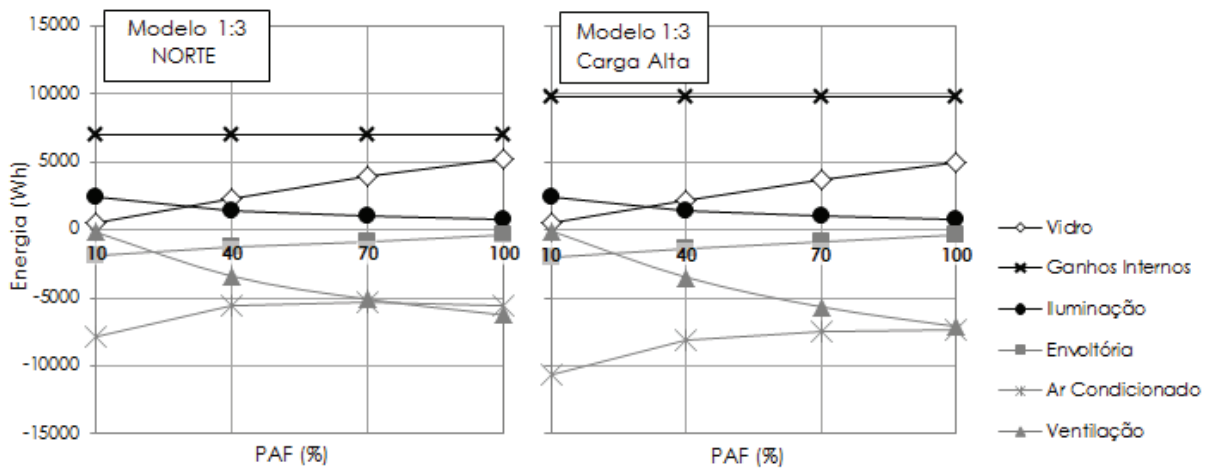 15000
10000
5000
0
-5000
-10000
-15000
Energia (Wh)
Modelo 1:3
NORTE
10
40
70
100
PAF (%)
Modelo 1:3
Carga Alta
10
40
70
100
PAF (%)
Vidro
Ganhos Internos
Iluminação
Envoltória
Ar Condicionado
Ventilação